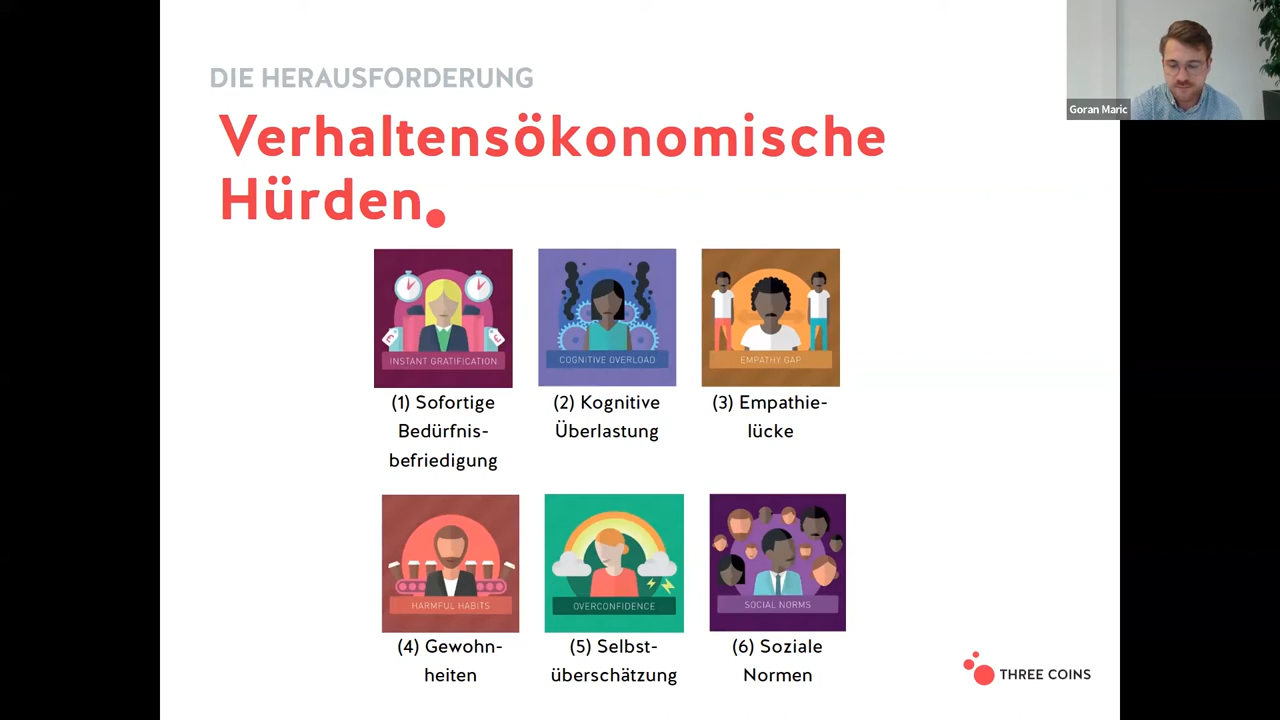 DIE HERAUSFORDERUNG
Goran Maric
Verhaltensökonomische
Hürden.
INSTANT GRATIFICATION
COGNITIVE OVERLOAD
EMPATHY GAP
(1) Sofortige
Bedürfnis-
befriedigung
(2) Kognitive
Überlastung
(3) Empathie-
lücke
HARMFUL HABITS
OVERCONFIDENCE
SOCIAL NORMS
(4) Gewohn-
heiten
(5) Selbst-
überschätzung
(6) Soziale
Normen
THREE COINS